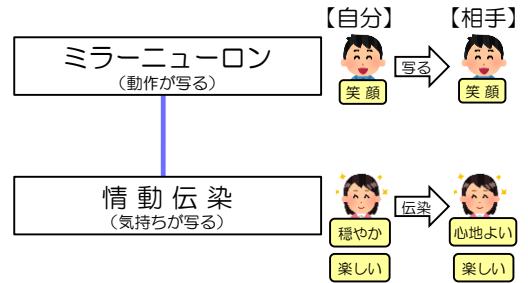 【自分】 【相手】
ミラーニューロン
（動作が写る）
写る
笑顔 笑顔
情動伝染
（気持ちが写る）
伝染
穏やか 心地よい
楽しい 楽しい